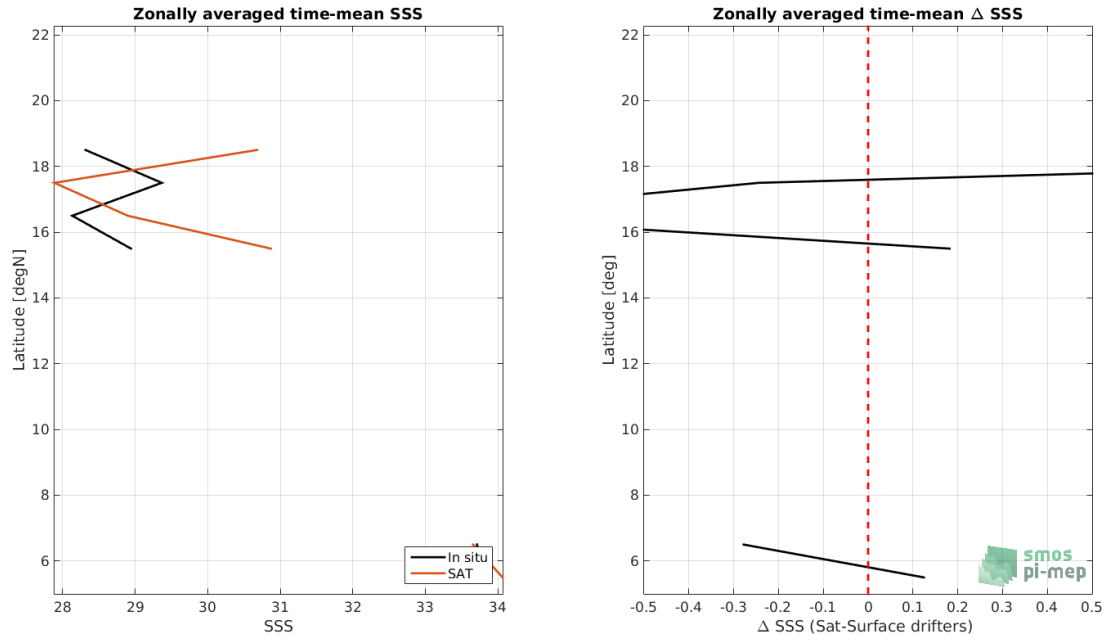 Zonally averaged time-mean SSS
22
20
18
16
14
12
10
8
6
28 29 30 31 32 33 34
Latitude [degN]
SSS
In situ
SAT
Zonally averaged time-mean Δ SSS
22
20
18
16
14
12
10
8
6
-0.5 -0.4 -0.3 -0.2 -0.1 0 0.1 0.2 0.3 0.4 0.5
Latitude [deg]
Δ SSS (Sat-Surface drifters)
smos
pi-mep